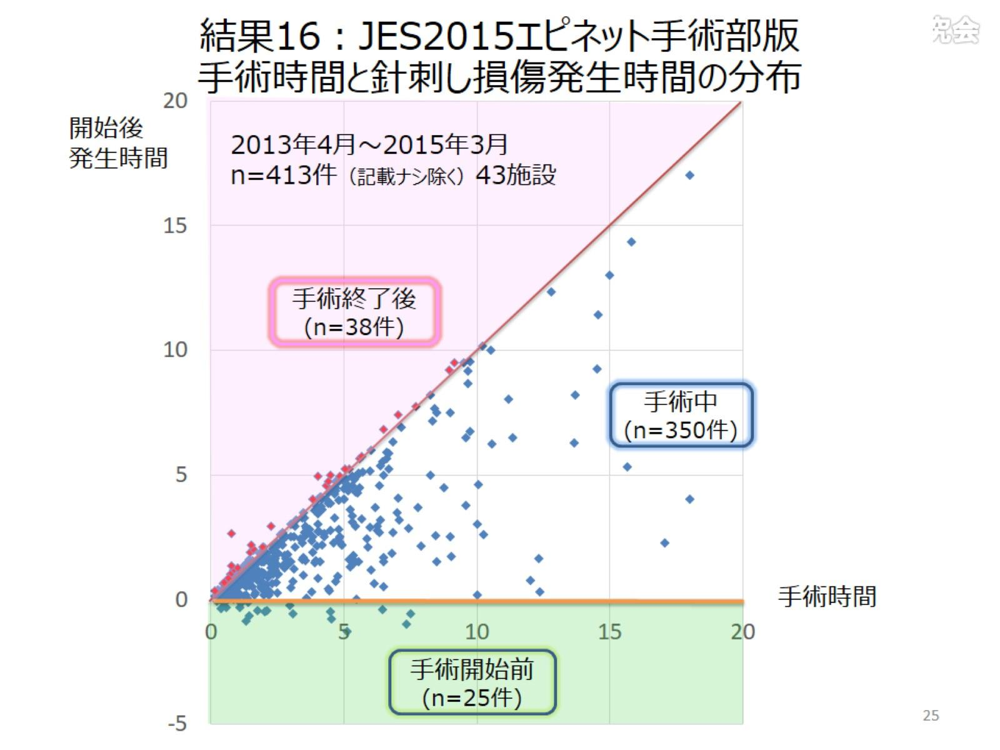 結果16：JES2015エピネット手術部版
手術時間と針刺し損傷発生時間の分布
究会
開始後
発生時間
2013年4月～2015年3月
n=413件（記載ナシ除く）43施設
20
15
10
5
0
-5
手術終了後
(n=38件)
手術中
(n=350件)
手術時間
0 5 10 15 20
手術開始前
(n=25件)
25